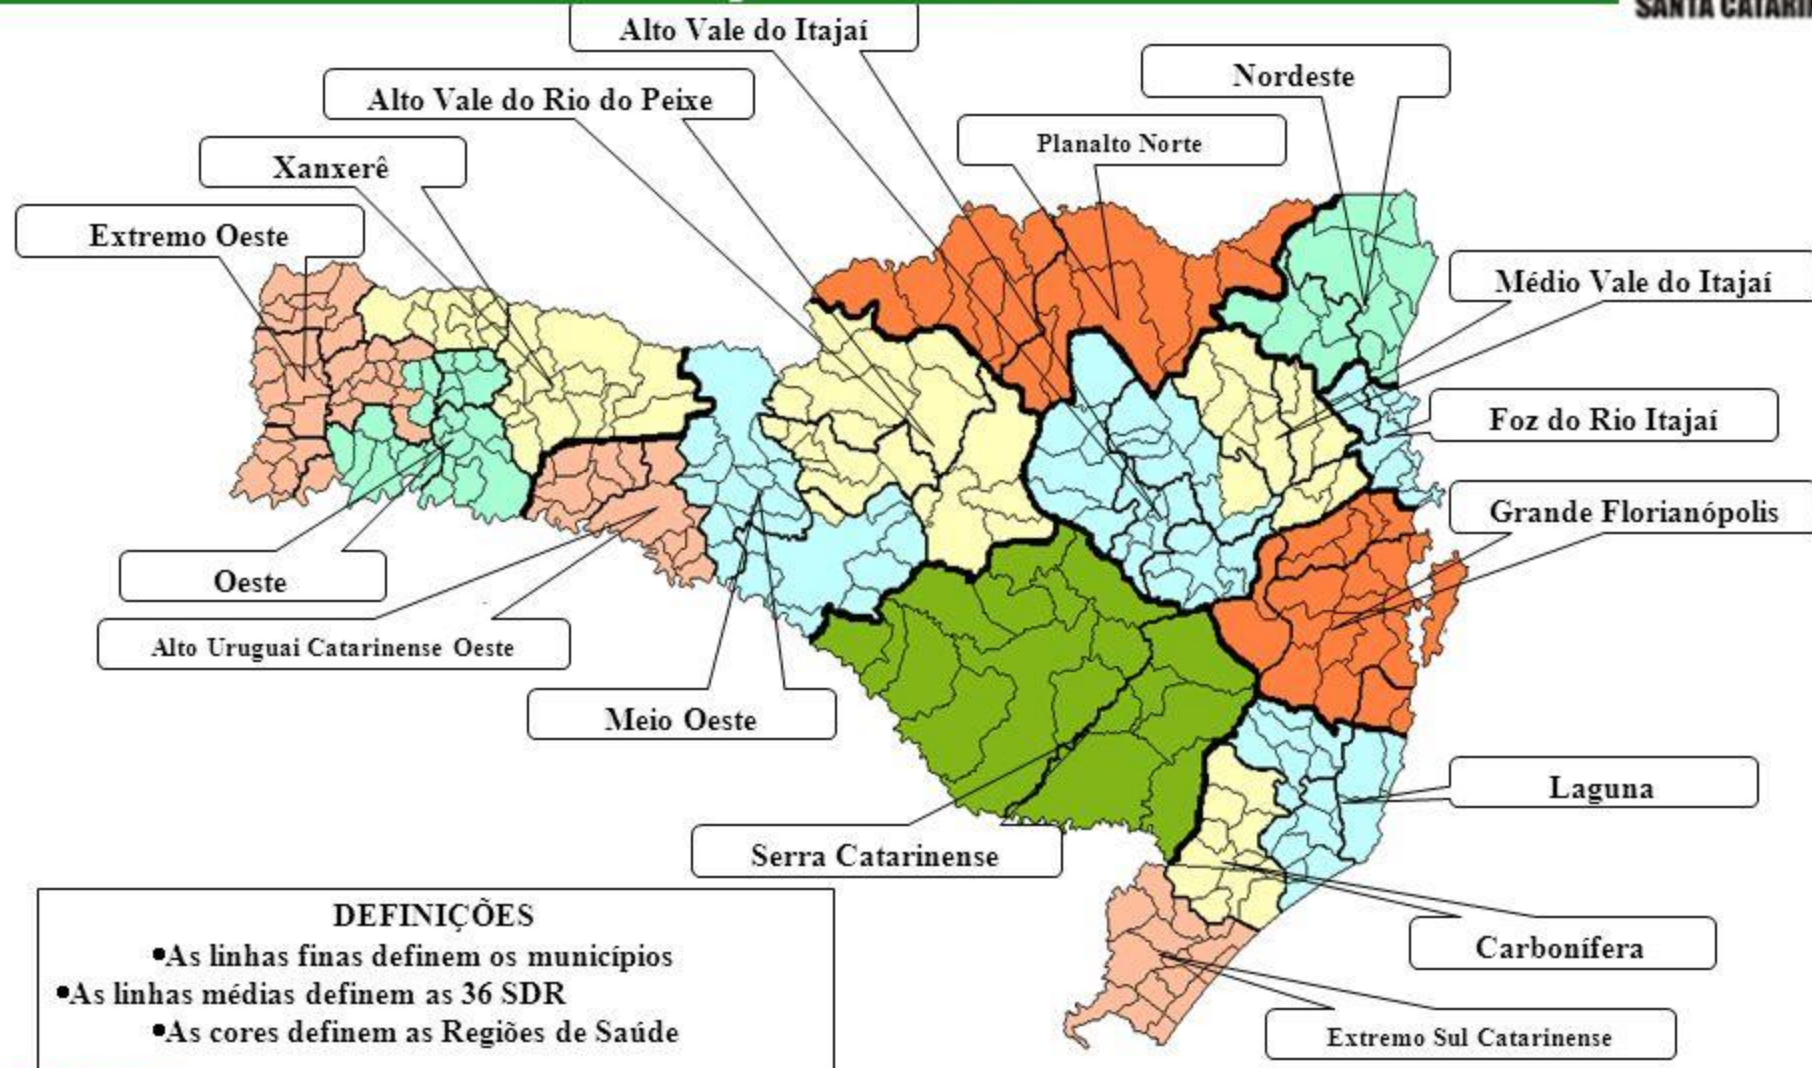 SANTA CATARI
Alto Vale do Itajaí
Nordeste
Alto Vale do Rio do Peixe
Planalto Norte
Xanxerê
Extremo Oeste
Médio Vale do Itajaí
Foz do Rio Itajaí
Grande Florianópolis
Oeste
Alto Uruguai Catarinense Oeste
Meio Oeste
Laguna
Serra Catarinense
Carbonífera
Extremo Sul Catarinense
DEFINIÇÕES
•As linhas finas definem os municípios
•As linhas médias definem as 36 SDR
•As cores definem as Regiões de Saúde